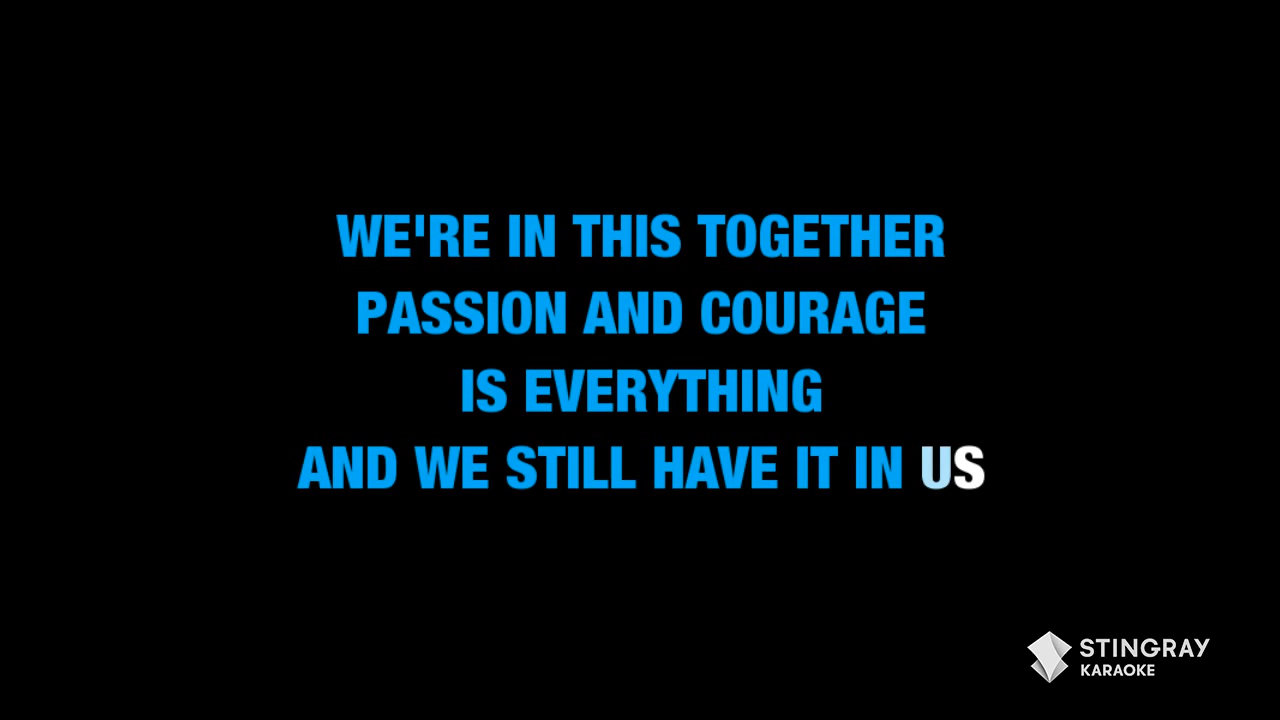 WE'RE IN THIS TOGETHER
PASSION AND COURAGE
IS EVERYTHING
AND WE STILL HAVE IT IN US
STINGRAY
KARAOKE